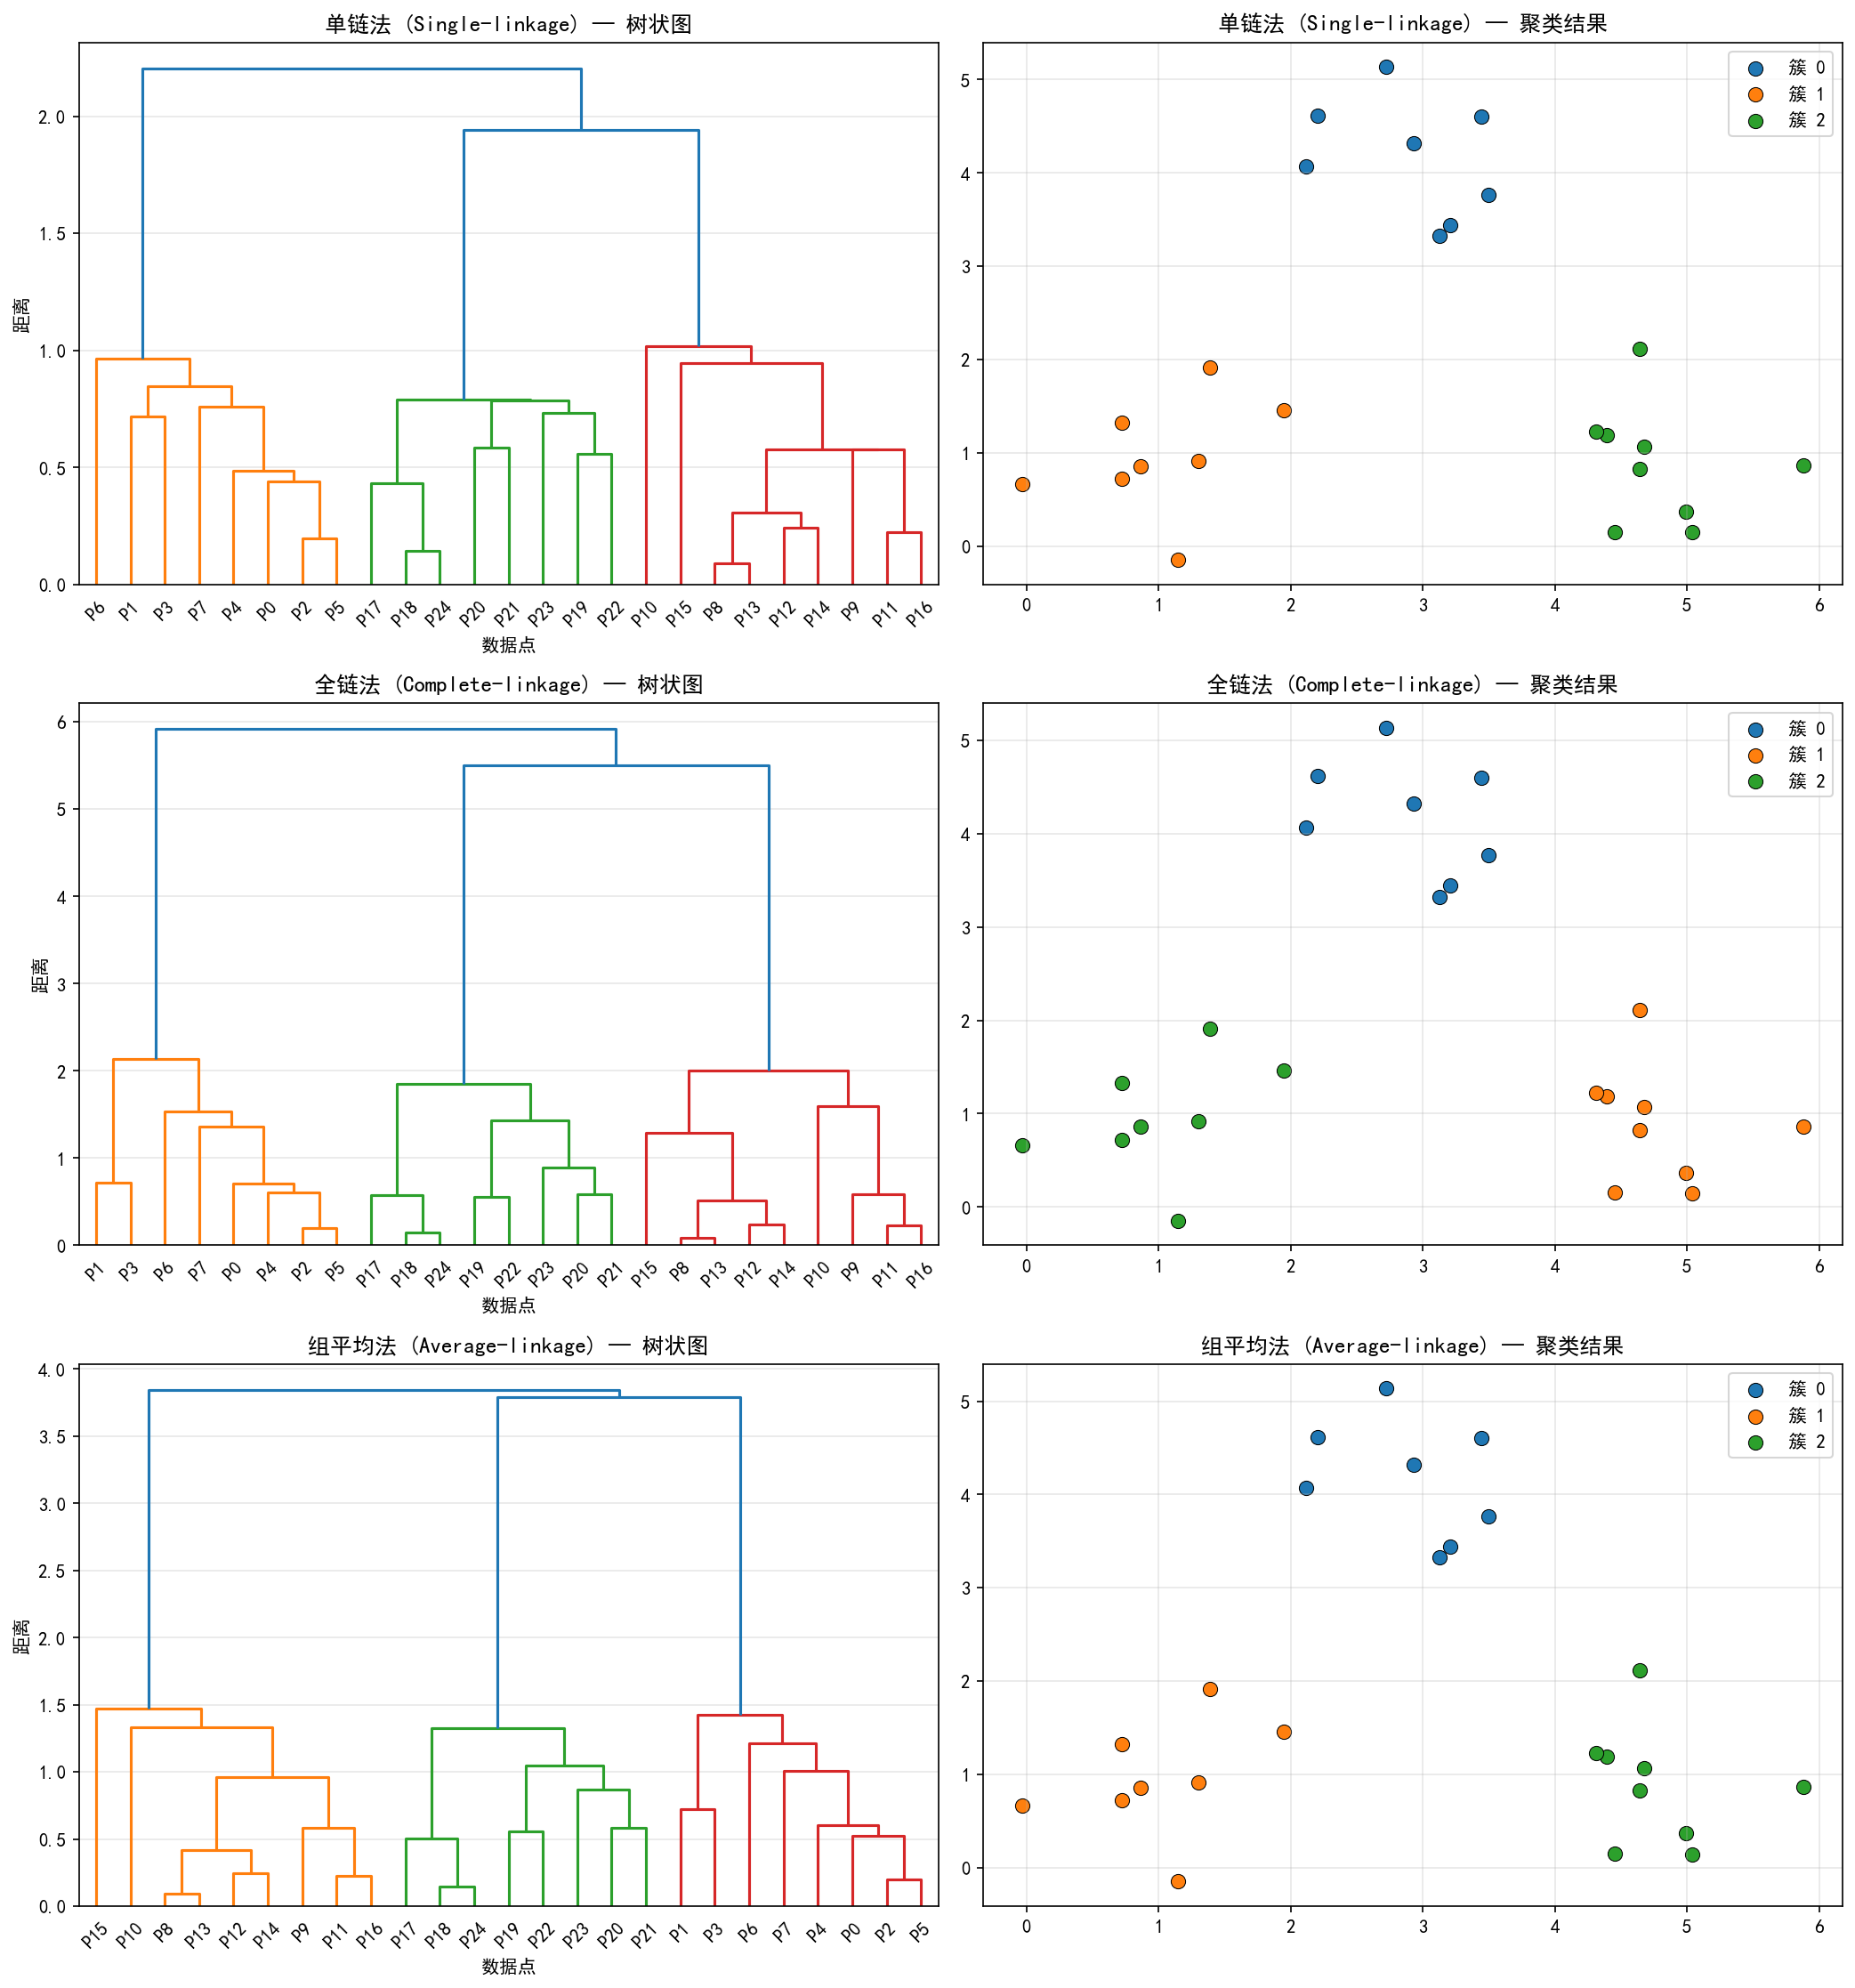 单链法 (Single-linkage) — 树状图
距离
2.0
1.5
1.0
0.5
0.0
P6 P1 P3 P7 P4 P0 P2 P5 P17 P18 P24 P20 P21 P23 P19 P22 P10 P15 P8 P13 P12 P14 P9 P11 P16
数据点
单链法 (Single-linkage) — 聚类结果
簇 0
簇 1
簇 2
5
4
3
2
1
0
0 1 2 3 4 5 6
全链法 (Complete-linkage) — 树状图
距离
6
5
4
3
2
1
0
P1 P3 P6 P7 P0 P4 P2 P5 P17 P18 P24 P19 P22 P23 P20 P21 P15 P8 P13 P12 P14 P10 P9 P11 P16
数据点
全链法 (Complete-linkage) — 聚类结果
簇 0
簇 1
簇 2
5
4
3
2
1
0
0 1 2 3 4 5 6
组平均法 (Average-linkage) — 树状图
距离
4.0
3.5
3.0
2.5
2.0
1.5
1.0
0.5
0.0
P15 P10 P8 P13 P12 P14 P9 P11 P16 P17 P18 P24 P19 P22 P23 P20 P21 P1 P3 P6 P7 P4 P0 P2 P5
数据点
组平均法 (Average-linkage) — 聚类结果
簇 0
簇 1
簇 2
5
4
3
2
1
0
0 1 2 3 4 5 6